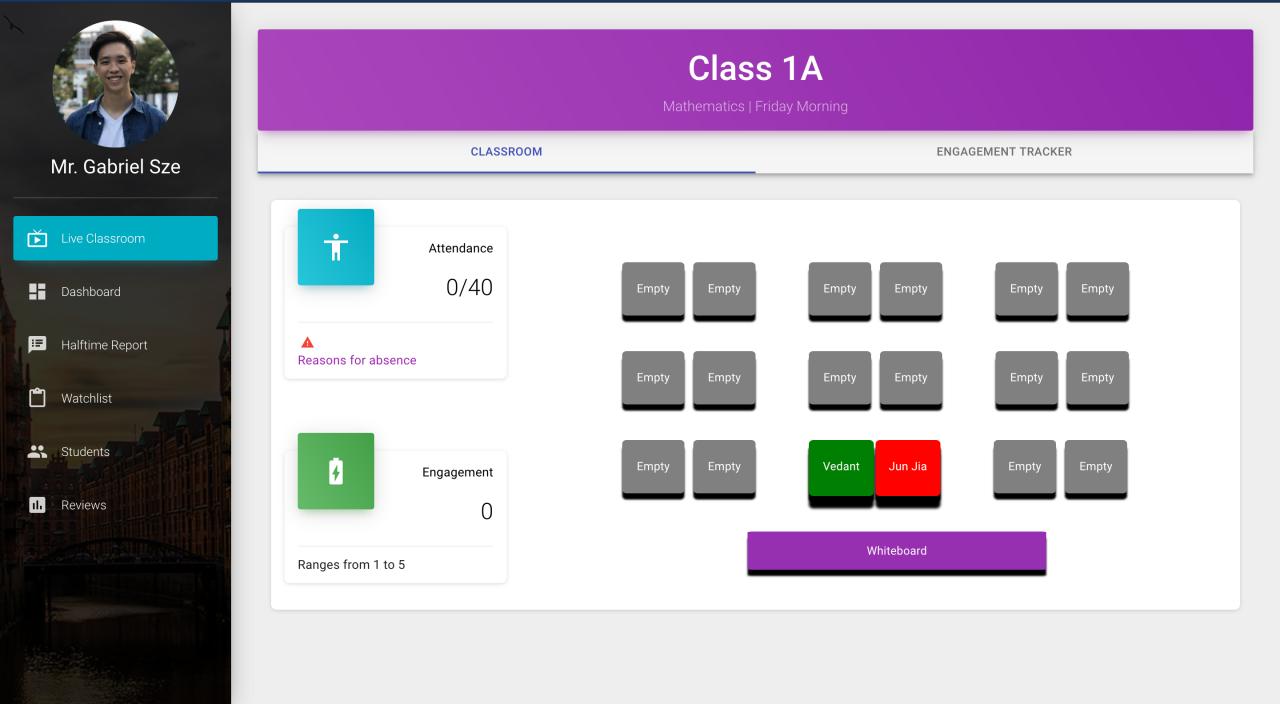 Mr. Gabriel Sze
Live Classroom
Dashboard
Halftime Report
Watchlist
Students
Reviews
Class 1A
Mathematics | Friday Morning
CLASSROOM
ENGAGEMENT TRACKER
Attendance
0/40
Reasons for absence
Engagement
0
Ranges from 1 to 5
Empty Empty Empty Empty Empty Empty
Empty Empty Empty Empty Empty Empty
Empty Empty Vedant Jun Jia Empty Empty
Whiteboard